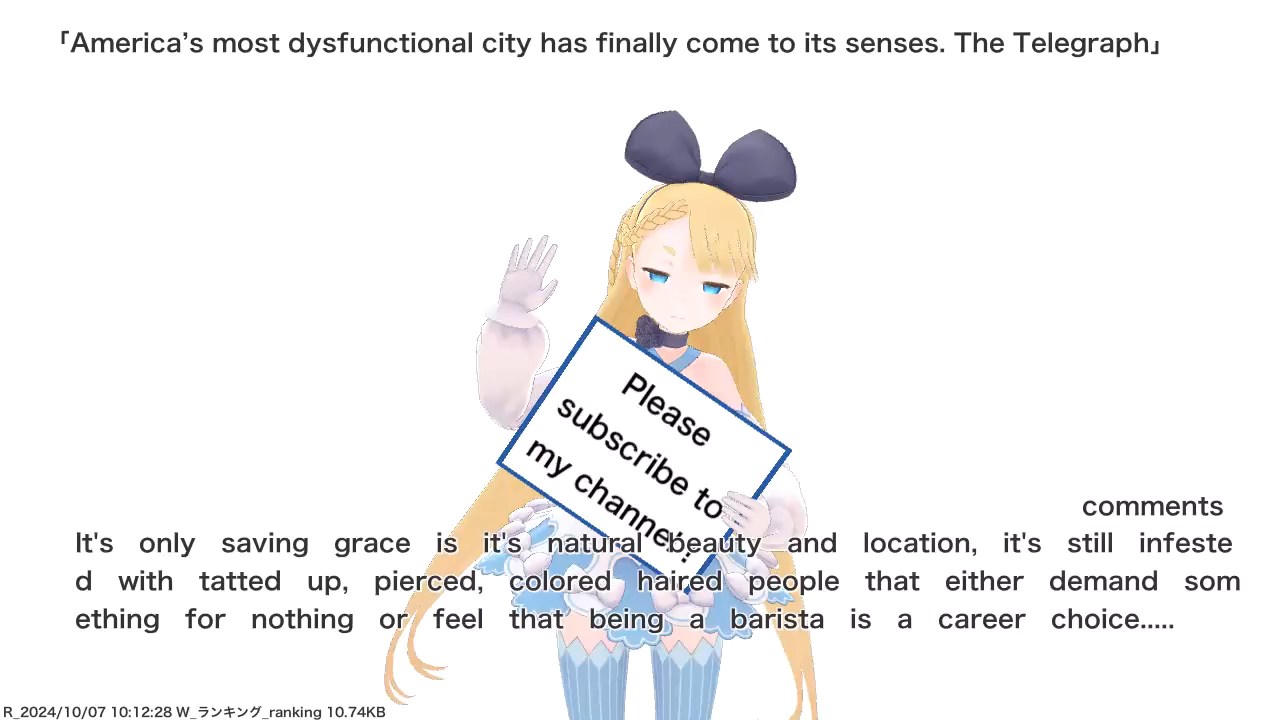 「America’s most dysfunctional city has finally come to its senses. The Telegraph」
Please
subscribe to
my channel!!
comments
It's only saving grace is it's natural beauty and location, it's still infeste
d with tatted up, pierced, colored haired people that either demand som
ething for nothing or feel that being a barista is a career choice.....
R_2024/10/07 10:12:28 W_ランキング_ranking 10.74KB